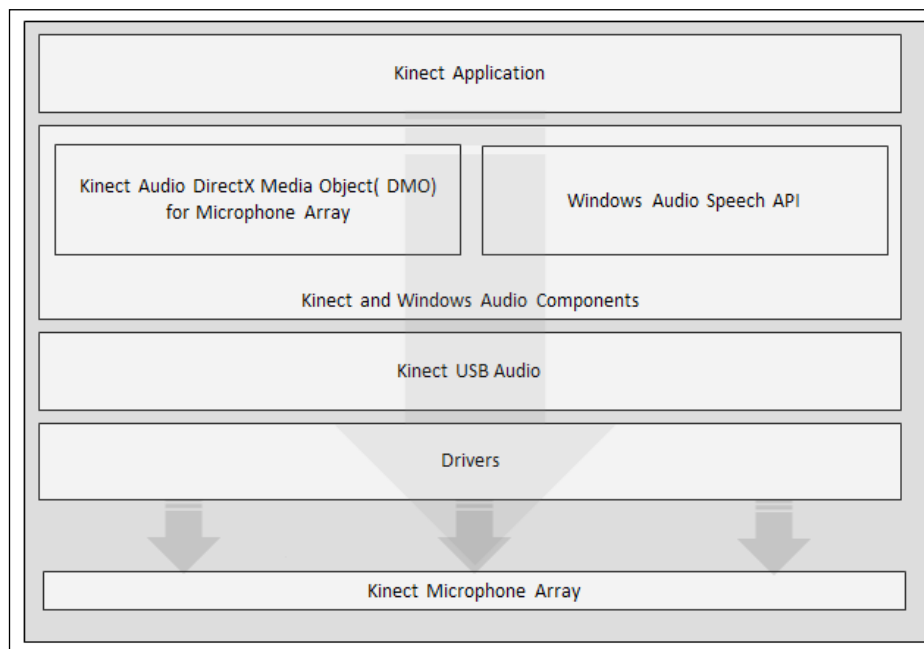 Kinect Application
Kinect Audio DirectX Media Object( DMO)
for Microphone Array
Windows Audio Speech API
Kinect and Windows Audio Components
Kinect USB Audio
Drivers
Kinect Microphone Array